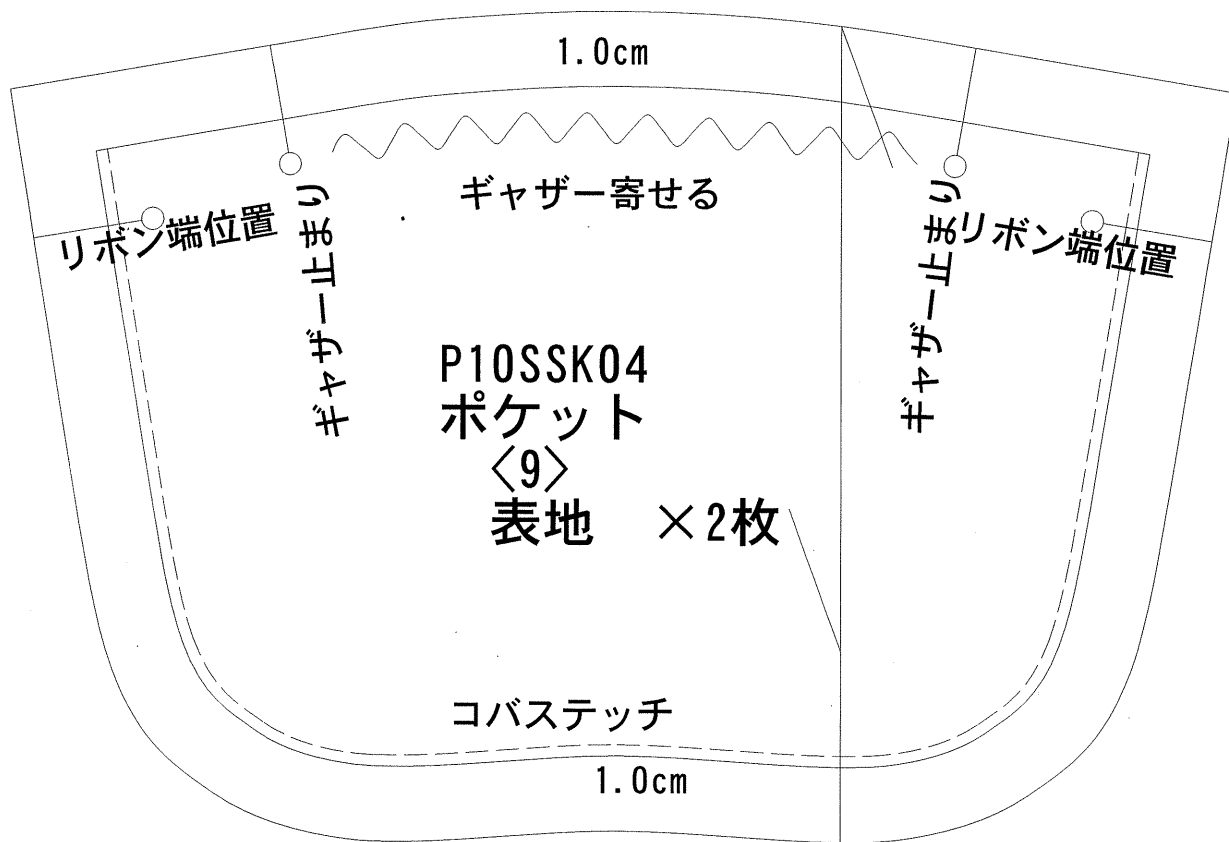 1.0cm
ギャザー寄せる
リボン端位置
ギャザー止まり
ギャザー止まり
リボン端位置
P10SSK04
ポケット
〈9〉
表地 ×2枚
コバステッチ
1.0cm